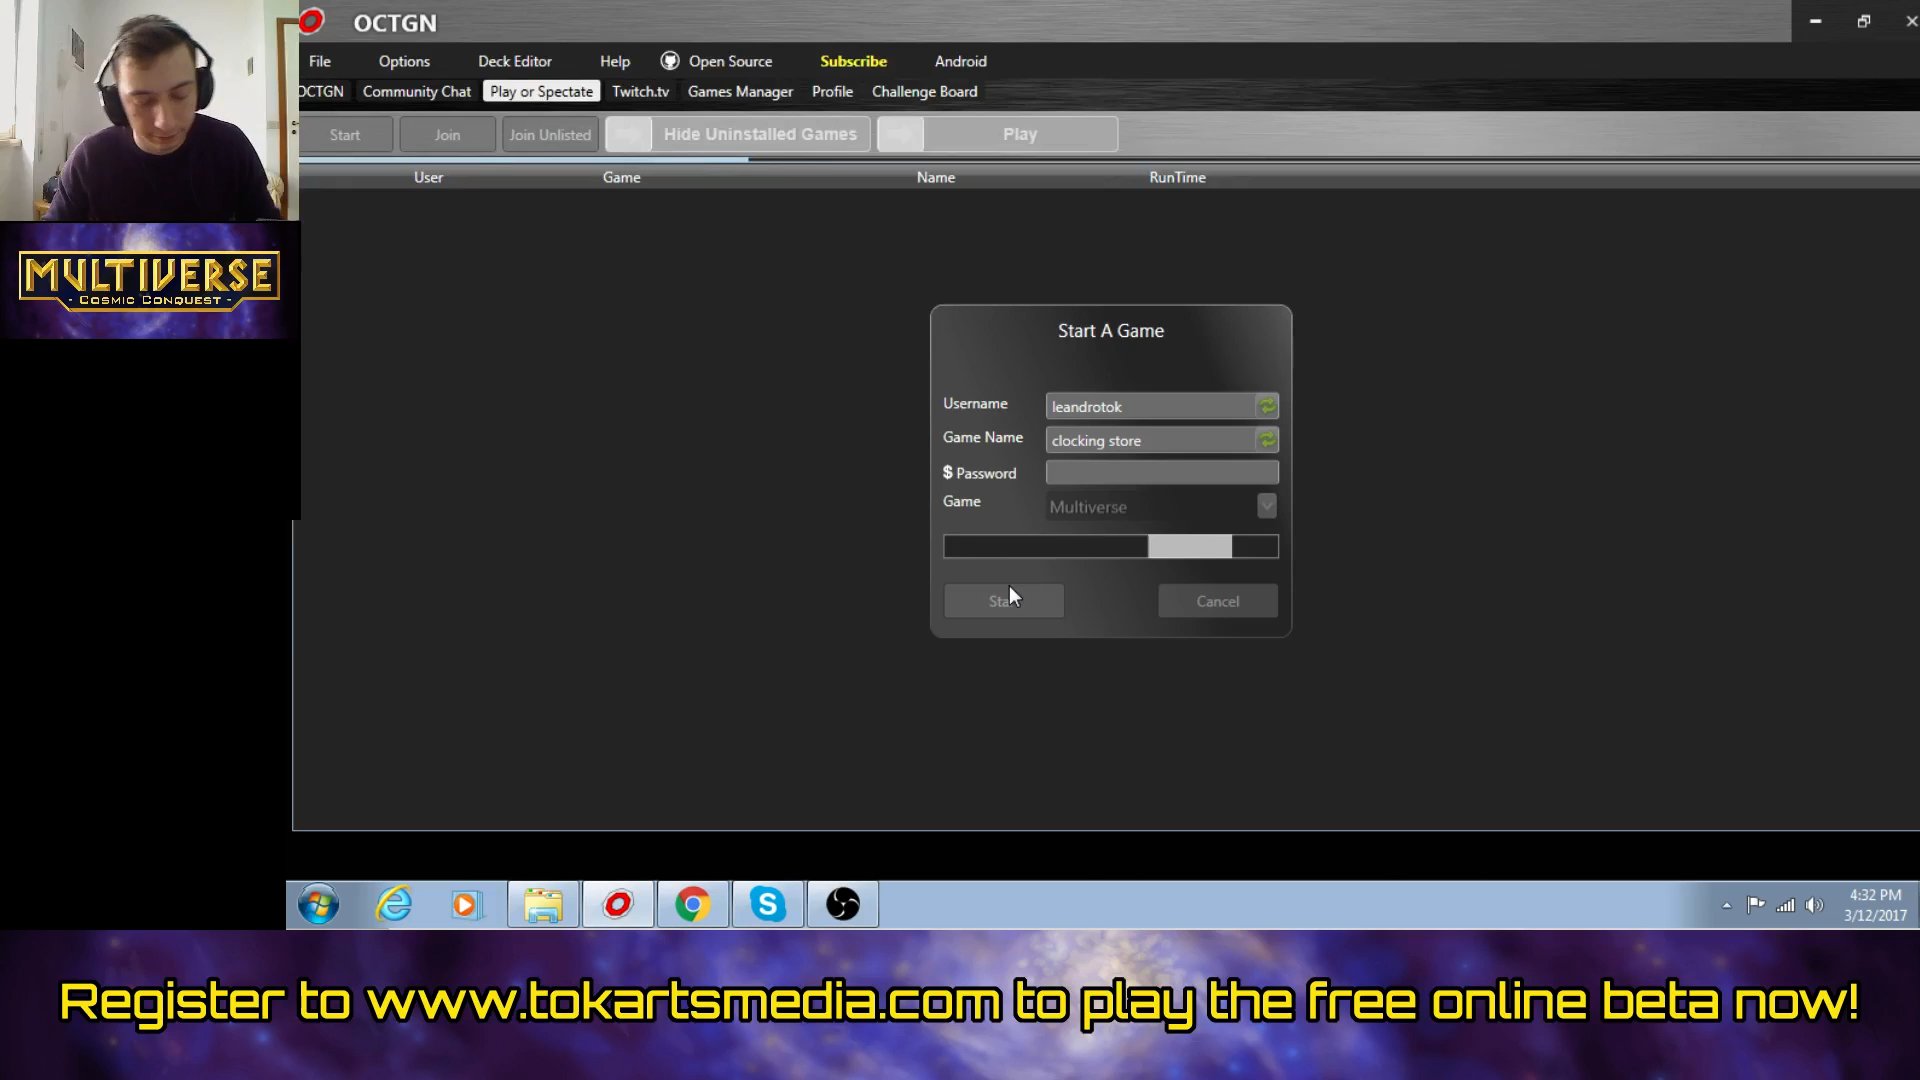 OCTGN
File Options Deck Editor Help Open Source Subscribe Android
OCTGN Community Chat Play or Spectate Twitch.tv Games Manager Profile Challenge Board
Start Join Join Unlisted Hide Uninstalled Games Play
User Game Name RunTime
MULTIVERSE
- COSMIC CONQUEST -
Start A Game
Username leandrotok
Game Name clocking store
$ Password
Game Multiverse
Cancel
4:32 PM
3/12/2017
Register to www.tokartsmedia.com to play the free online beta now!